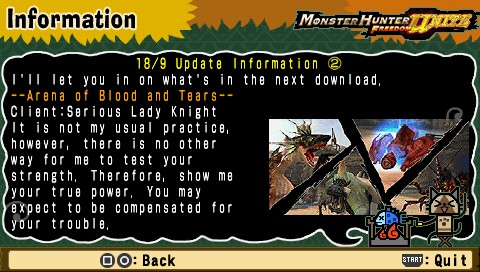 Information
MONSTER HUNTER
FREEDOM UNITE
18/9 Update Information ②
I'll let you in on what's in the next download.
--Arena of Blood and Tears--
Client:Serious Lady Knight
It is not my usual practice,
however, there is no other
way for me to test your
strength. Therefore, show me
your true power. You may
expect to be compensated for
your trouble.
□○: Back
START: Quit